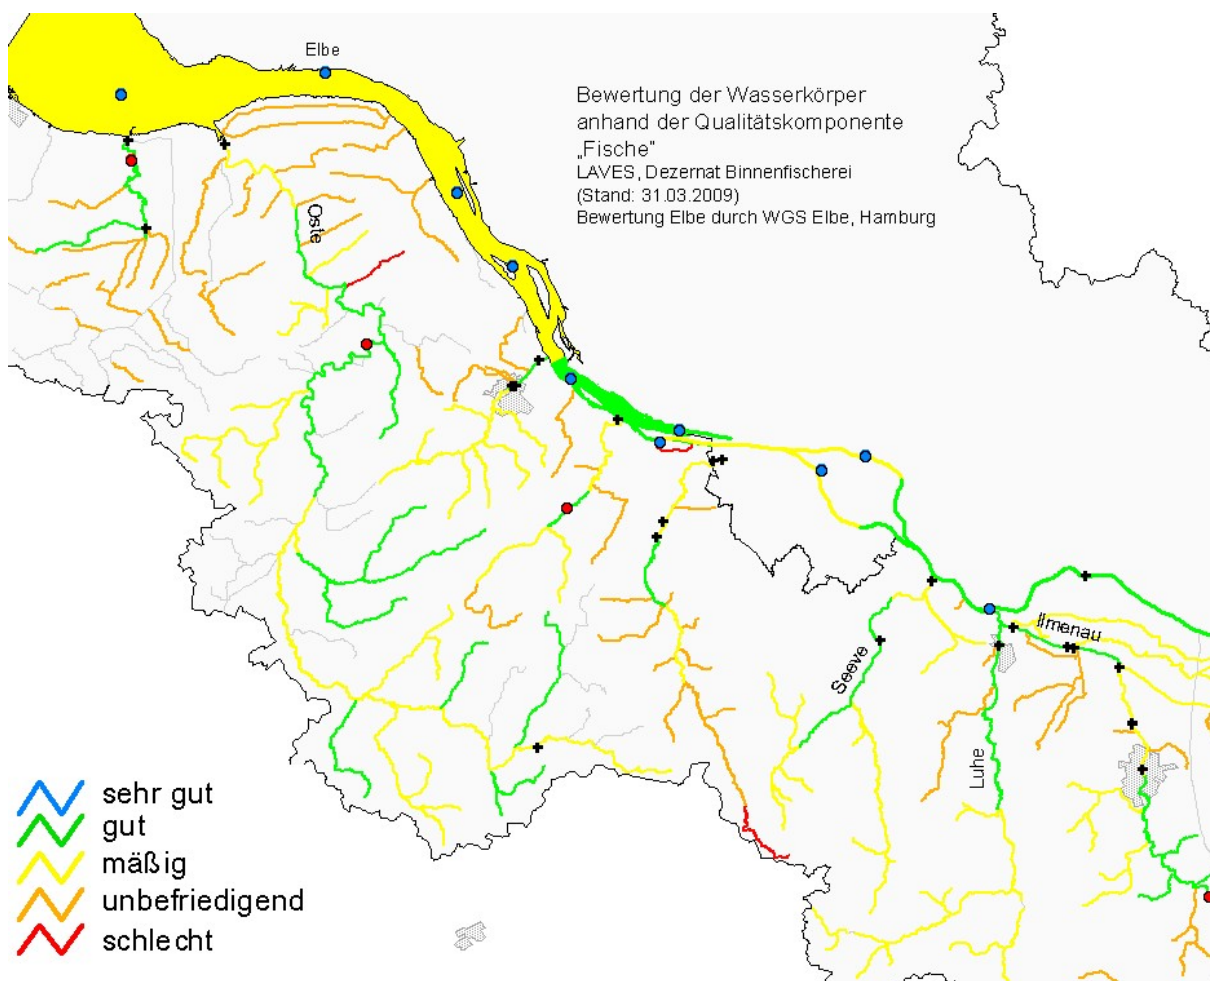 Elbe
Bewertung der Wasserkörper
anhand der Qualitätskomponente
„Fische"
LAVES, Dezernat Binnenfischerei
(Stand: 31.03.2009)
Bewertung Elbe durch WGS Elbe, Hamburg
Oste
Ilmenau
Seeve
Luhe
sehr gut
gut
mäßig
unbefriedigend
schlecht